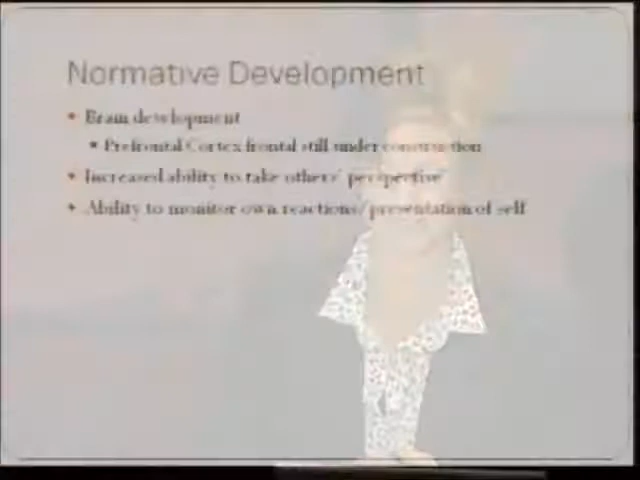 Normative Development
• Brain development
• Prefrontal Cortex frontal still under construction
• Increased ability to take others' perspective
• Ability to monitor own reactions/presentation of self